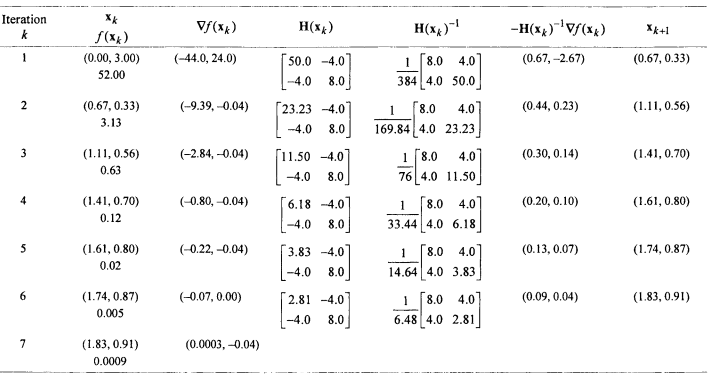 Iteration k x_k f(x_k) ∇f(x_k) H(x_k) H(x_k)^{-1} −H(x_k)^{-1}∇f(x_k) x_{k+1}
1 (0.00, 3.00) (−44.0, 24.0) [50.0 −4.0] 1/384 [8.0 4.0] (0.67, −2.67) (0.67, 0.33)
52.00 [−4.0 8.0] [4.0 50.0]
2 (0.67, 0.33) (−9.39, −0.04) [23.23 −4.0] 1/169.84 [8.0 4.0] (0.44, 0.23) (1.11, 0.56)
3.13 [−4.0 8.0] [4.0 23.23]
3 (1.11, 0.56) (−2.84, −0.04) [11.50 −4.0] 1/76 [8.0 4.0] (0.30, 0.14) (1.41, 0.70)
0.63 [−4.0 8.0] [4.0 11.50]
4 (1.41, 0.70) (−0.80, −0.04) [6.18 −4.0] 1/33.44 [8.0 4.0] (0.20, 0.10) (1.61, 0.80)
0.12 [−4.0 8.0] [4.0 6.18]
5 (1.61, 0.80) (−0.22, −0.04) [3.83 −4.0] 1/14.64 [8.0 4.0] (0.13, 0.07) (1.74, 0.87)
0.02 [−4.0 8.0] [4.0 3.83]
6 (1.74, 0.87) (−0.07, 0.00) [2.81 −4.0] 1/6.48 [8.0 4.0] (0.09, 0.04) (1.83, 0.91)
0.005 [−4.0 8.0] [4.0 2.81]
7 (1.83, 0.91) (0.0003, −0.04)
0.0009